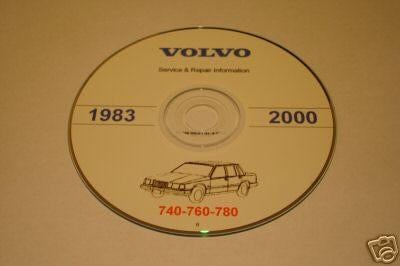 VOLVO
Service & Repair Information
1983
2000
740-760-780